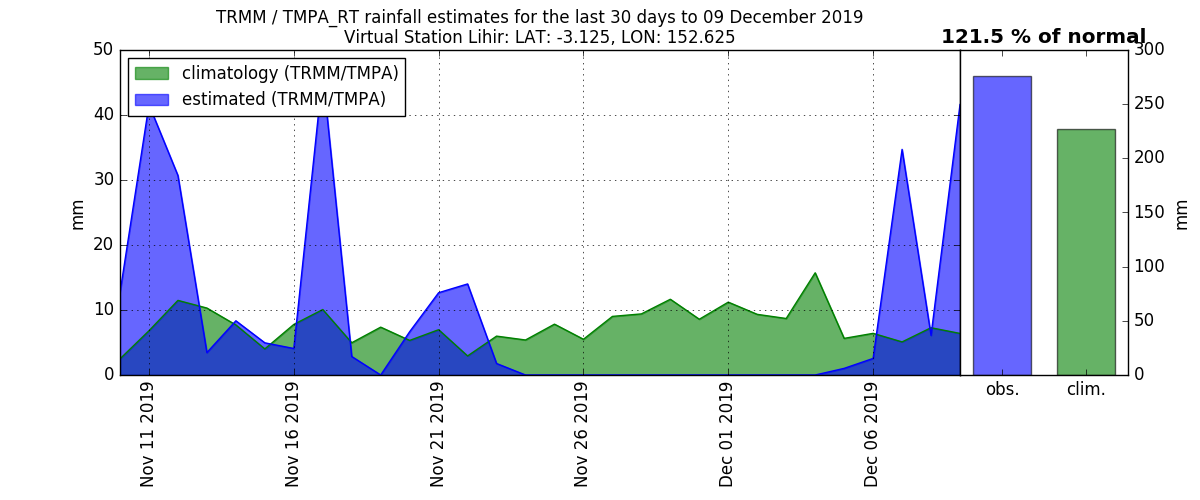 TRMM / TMPA_RT rainfall estimates for the last 30 days to 09 December 2019
Virtual Station Lihir: LAT: -3.125, LON: 152.625
121.5 % of normal
climatology (TRMM/TMPA)
estimated (TRMM/TMPA)
50
40
30
20
10
0
mm
300
250
200
150
100
50
0
mm
Nov 11 2019
Nov 16 2019
Nov 21 2019
Nov 26 2019
Dec 01 2019
Dec 06 2019
obs.
clim.